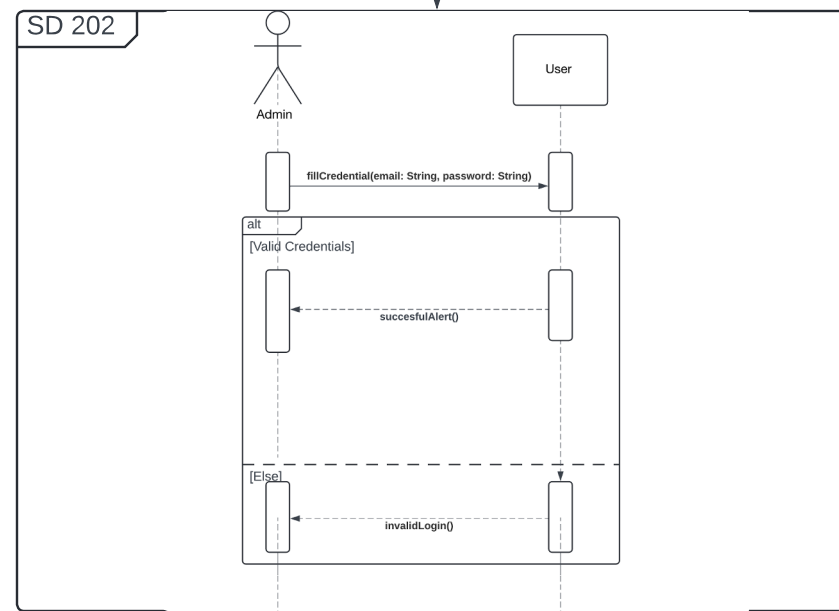 SD 202
Admin
User
fillCredential(email: String, password: String)
alt
[Valid Credentials]
succesfulAlert()
[Else]
invalidLogin()